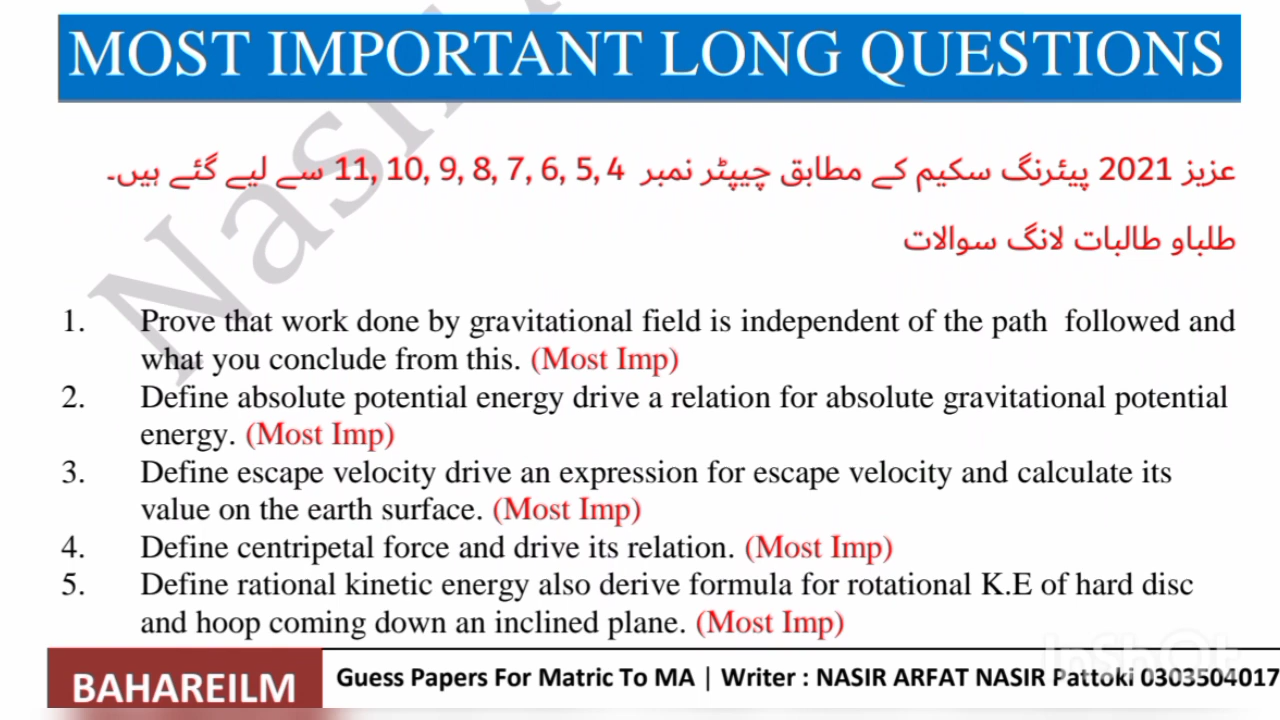 MOST IMPORTANT LONG QUESTIONS
عزیز 2021 پیئرنگ سکیم کے مطابق چیپٹر نمبر 4 ,5 ,6 ,7 ,8 ,9 ,10 ,11 سے لیے گئے ہیں۔
طلباو طالبات لانگ سوالات
1. Prove that work done by gravitational field is independent of the path followed and
what you conclude from this. (Most Imp)
2. Define absolute potential energy drive a relation for absolute gravitational potential
energy. (Most Imp)
3. Define escape velocity drive an expression for escape velocity and calculate its
value on the earth surface. (Most Imp)
4. Define centripetal force and drive its relation. (Most Imp)
5. Define rational kinetic energy also derive formula for rotational K.E of hard disc
and hoop coming down an inclined plane. (Most Imp)
BAHAREILM
Guess Papers For Matric To MA | Writer : NASIR ARFAT NASIR Pattoki 0303504017
InShOt